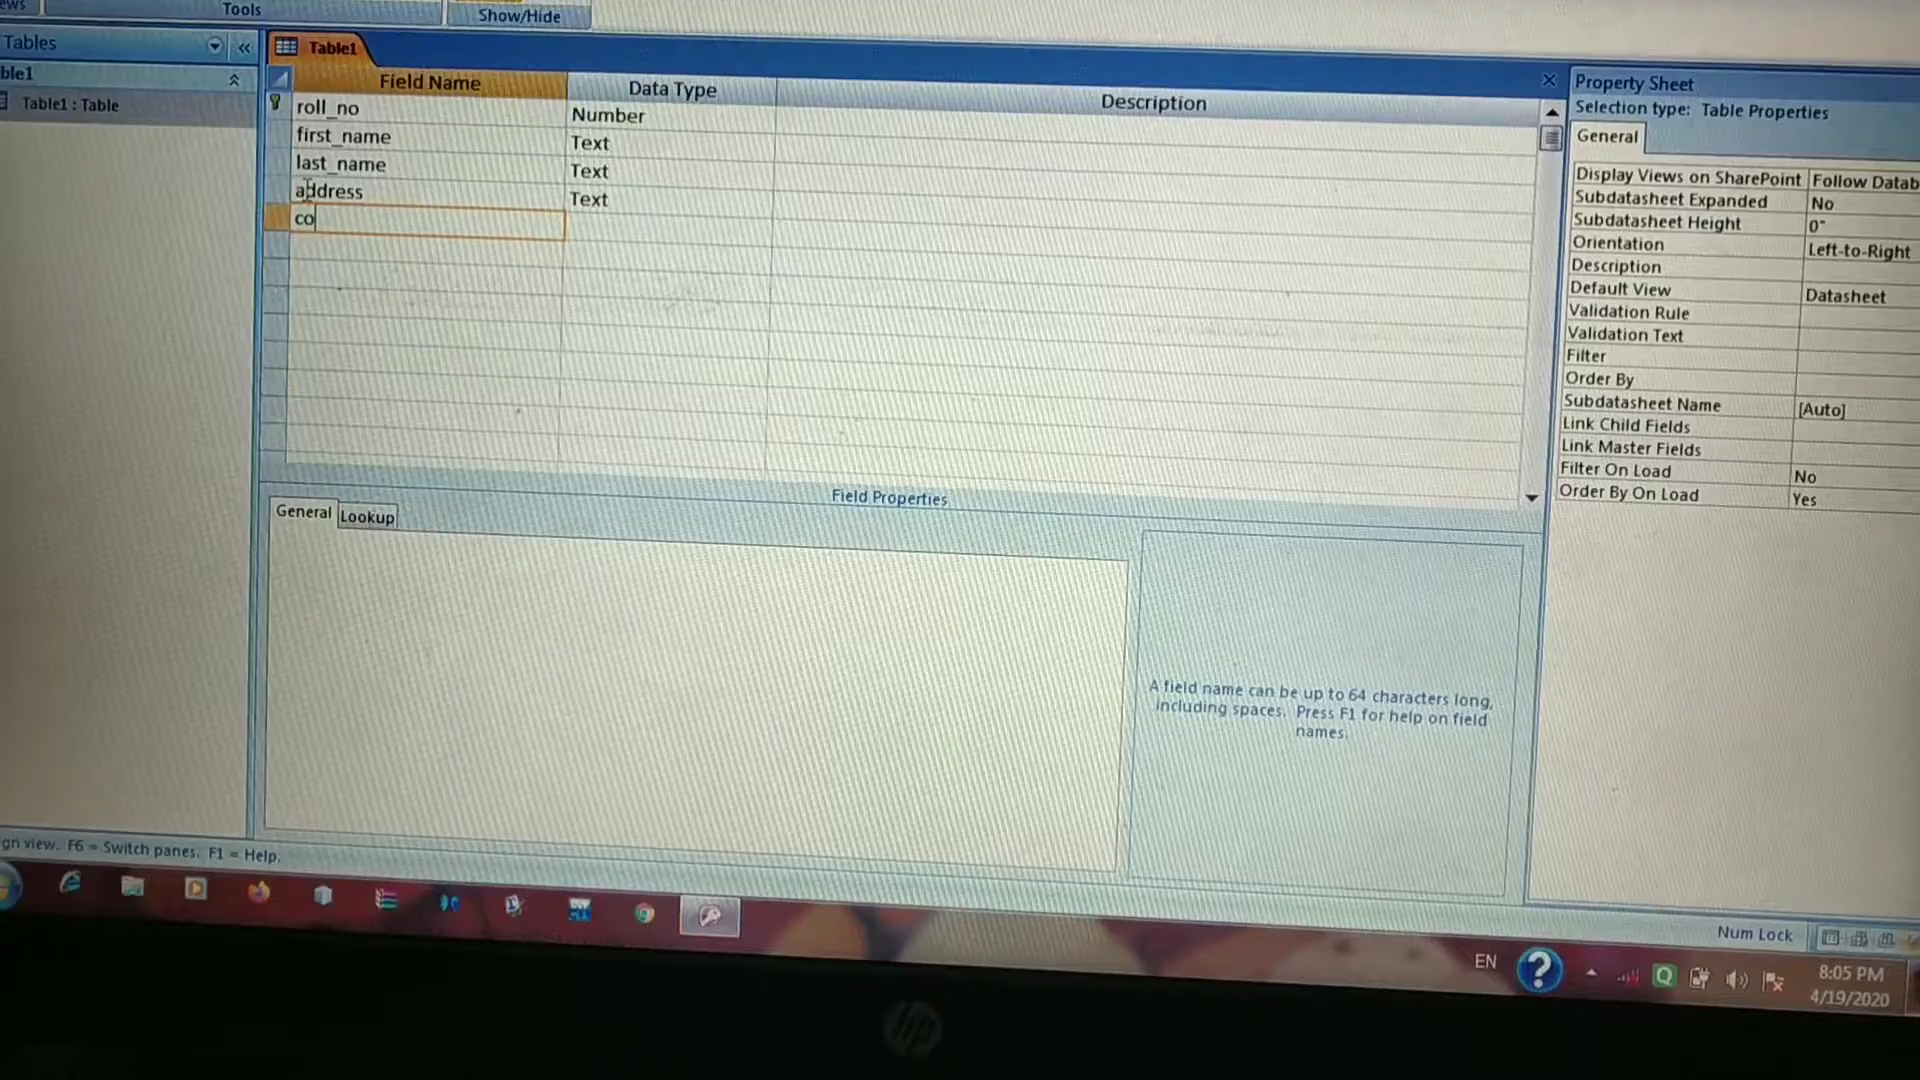 Tools
Show/Hide
Tables
ble1
Table1 : Table
Table1
Field Name
Data Type
Description
roll_no
Number
first_name
Text
last_name
Text
address
Text
co
Field Properties
General
Lookup
A field name can be up to 64 characters long,
including spaces. Press F1 for help on field
names.
Property Sheet
Selection type: Table Properties
General
Display Views on SharePoint Follow Datab
Subdatasheet Expanded No
Subdatasheet Height 0"
Orientation Left-to-Right
Description
Default View Datasheet
Validation Rule
Validation Text
Filter
Order By
Subdatasheet Name [Auto]
Link Child Fields
Link Master Fields
Filter On Load No
Order By On Load Yes
gn view. F6 = Switch panes. F1 = Help.
Num Lock
EN
8:05 PM
4/19/2020
hp